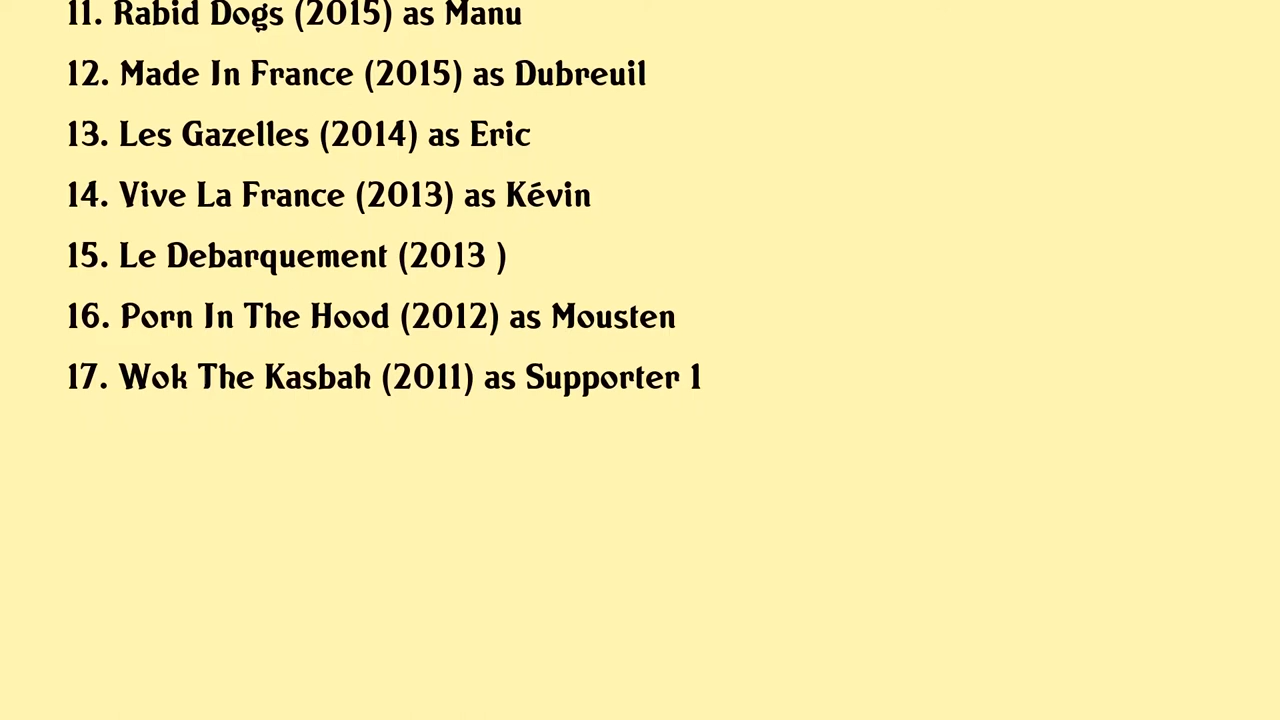 11. Rabid Dogs (2015) as Manu
12. Made In France (2015) as Dubreuil
13. Les Gazelles (2014) as Eric
14. Vive La France (2013) as Kévin
15. Le Debarquement (2013 )
16. Porn In The Hood (2012) as Mousten
17. Wok The Kasbah (2011) as Supporter 1